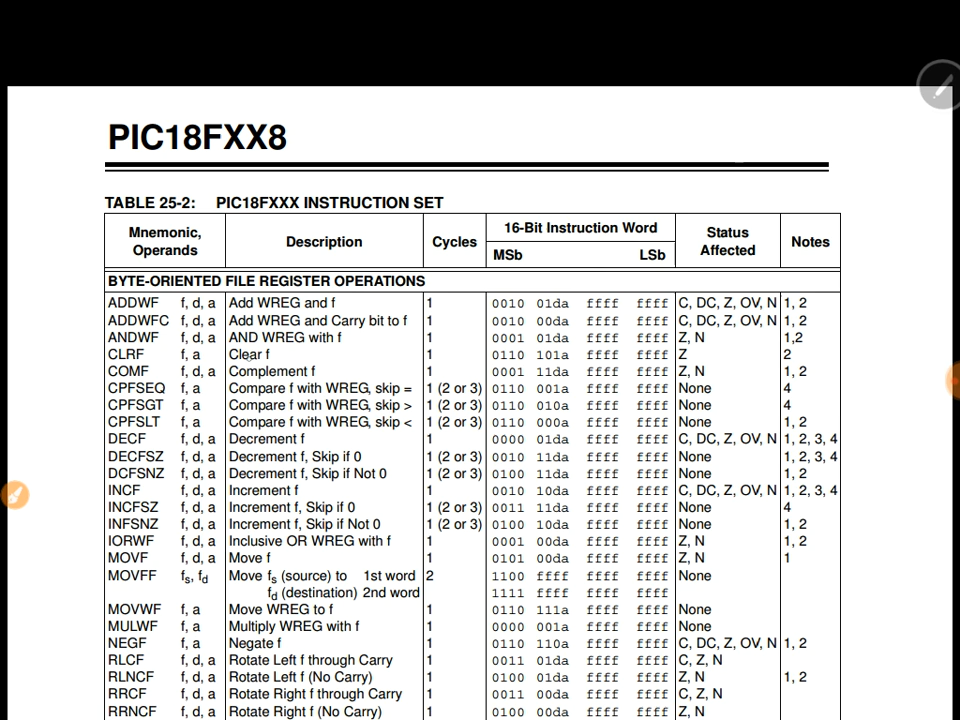 PIC18FXX8
TABLE 25-2: PIC18FXXX INSTRUCTION SET
Mnemonic, Operands Description Cycles 16-Bit Instruction Word MSb LSb Status Affected Notes
BYTE-ORIENTED FILE REGISTER OPERATIONS
ADDWF f, d, a Add WREG and f 1 0010 01da ffff ffff C, DC, Z, OV, N 1, 2
ADDWFC f, d, a Add WREG and Carry bit to f 1 0010 00da ffff ffff C, DC, Z, OV, N 1, 2
ANDWF f, d, a AND WREG with f 1 0001 01da ffff ffff Z, N 1,2
CLRF f, a Clear f 1 0110 101a ffff ffff Z 2
COMF f, d, a Complement f 1 0001 11da ffff ffff Z, N 1, 2
CPFSEQ f, a Compare f with WREG, skip = 1 (2 or 3) 0110 001a ffff ffff None 4
CPFSGT f, a Compare f with WREG, skip > 1 (2 or 3) 0110 010a ffff ffff None 4
CPFSLT f, a Compare f with WREG, skip < 1 (2 or 3) 0110 000a ffff ffff None 1, 2
DECF f, d, a Decrement f 1 0000 01da ffff ffff C, DC, Z, OV, N 1, 2, 3, 4
DECFSZ f, d, a Decrement f, Skip if 0 1 (2 or 3) 0010 11da ffff ffff None 1, 2, 3, 4
DCFSNZ f, d, a Decrement f, Skip if Not 0 1 (2 or 3) 0100 11da ffff ffff None 1, 2
INCF f, d, a Increment f 1 0010 10da ffff ffff C, DC, Z, OV, N 1, 2, 3, 4
INCFSZ f, d, a Increment f, Skip if 0 1 (2 or 3) 0011 11da ffff ffff None 4
INFSNZ f, d, a Increment f, Skip if Not 0 1 (2 or 3) 0100 10da ffff ffff None 1, 2
IORWF f, d, a Inclusive OR WREG with f 1 0001 00da ffff ffff Z, N 1, 2
MOVF f, d, a Move f 1 0101 00da ffff ffff Z, N 1
MOVFF fs, fd Move fs (source) to 1st word 2 1100 ffff ffff ffff None
fd (destination) 2nd word 1111 ffff ffff ffff
MOVWF f, a Move WREG to f 1 0110 111a ffff ffff None
MULWF f, a Multiply WREG with f 1 0000 001a ffff ffff None
NEGF f, a Negate f 1 0110 110a ffff ffff C, DC, Z, OV, N 1, 2
RLCF f, d, a Rotate Left f through Carry 1 0011 01da ffff ffff C, Z, N
RLNCF f, d, a Rotate Left f (No Carry) 1 0100 01da ffff ffff Z, N 1, 2
RRCF f, d, a Rotate Right f through Carry 1 0011 00da ffff ffff C, Z, N
RRNCF f, d, a Rotate Right f (No Carry) 1 0100 00da ffff ffff Z, N